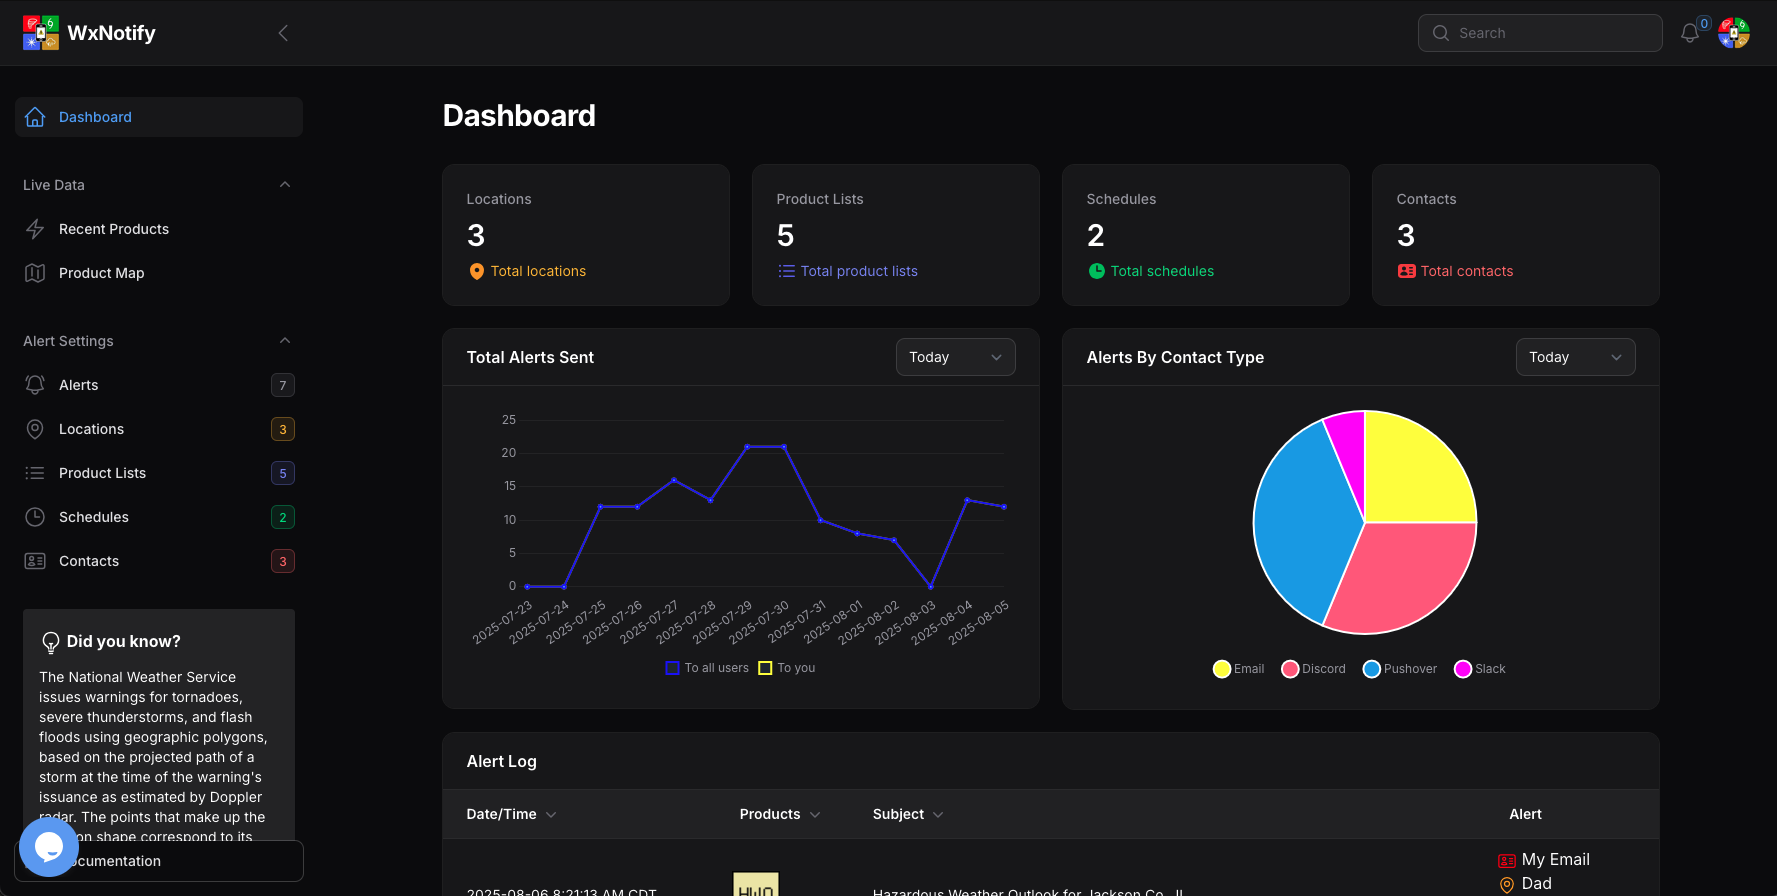 WxNotify
Search
0
Dashboard
Live Data
Recent Products
Product Map
Alert Settings
Alerts 7
Locations 3
Product Lists 5
Schedules 2
Contacts 3
Did you know?
The National Weather Service
issues warnings for tornadoes,
severe thunderstorms, and flash
floods using geographic polygons,
based on the projected path of a
storm at the time of the warning's
issuance as estimated by Doppler
radar. The points that make up the
shape correspond to its
Dashboard
Locations
3
Total locations
Product Lists
5
Total product lists
Schedules
2
Total schedules
Contacts
3
Total contacts
Total Alerts Sent
Today
25
20
15
10
5
0
2025-07-23
2025-07-24
2025-07-25
2025-07-26
2025-07-27
2025-07-28
2025-07-29
2025-07-30
2025-07-31
2025-08-01
2025-08-02
2025-08-03
2025-08-04
2025-08-05
To all users To you
Alerts By Contact Type
Today
Email Discord Pushover Slack
Alert Log
Date/Time Products Subject Alert
2025-08-06 8:21:13 AM CDT HWO Hazardous Weather Outlook for Jackson Co., IL
My Email
Dad